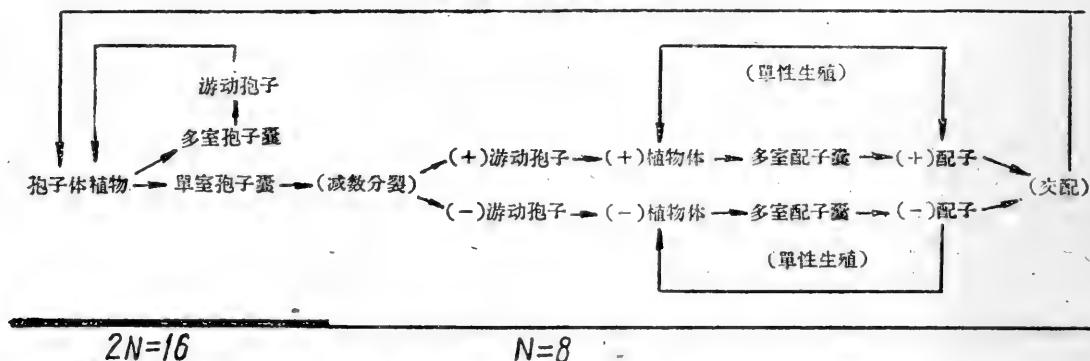 (單性生殖)
游动孢子
多室孢子囊
(+)游动孢子 (+)植物体 多室配子囊 (+)配子
孢子体植物 單室孢子囊 (减数分裂) (交配)
(-)游动孢子 (-)植物体 多室配子囊 (-)配子
(單性生殖)
2N=16 N=8